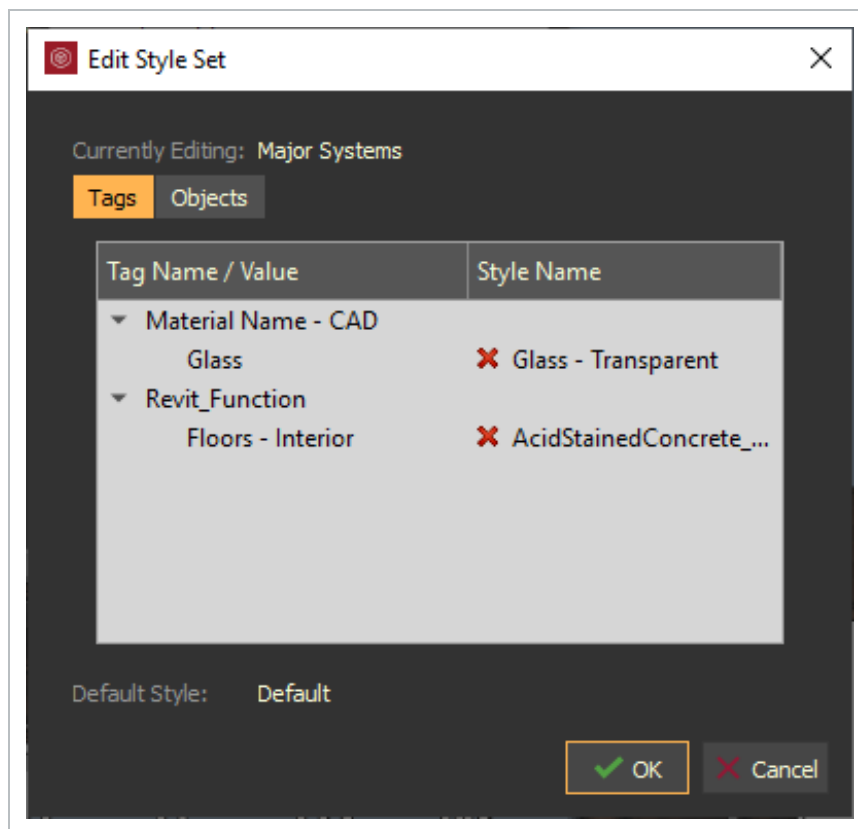 Edit Style Set
Currently Editing: Major Systems
Tags Objects
Tag Name / Value Style Name
Material Name - CAD
Glass Glass - Transparent
Revit_Function
Floors - Interior AcidStainedConcrete_...
Default Style: Default
OK Cancel